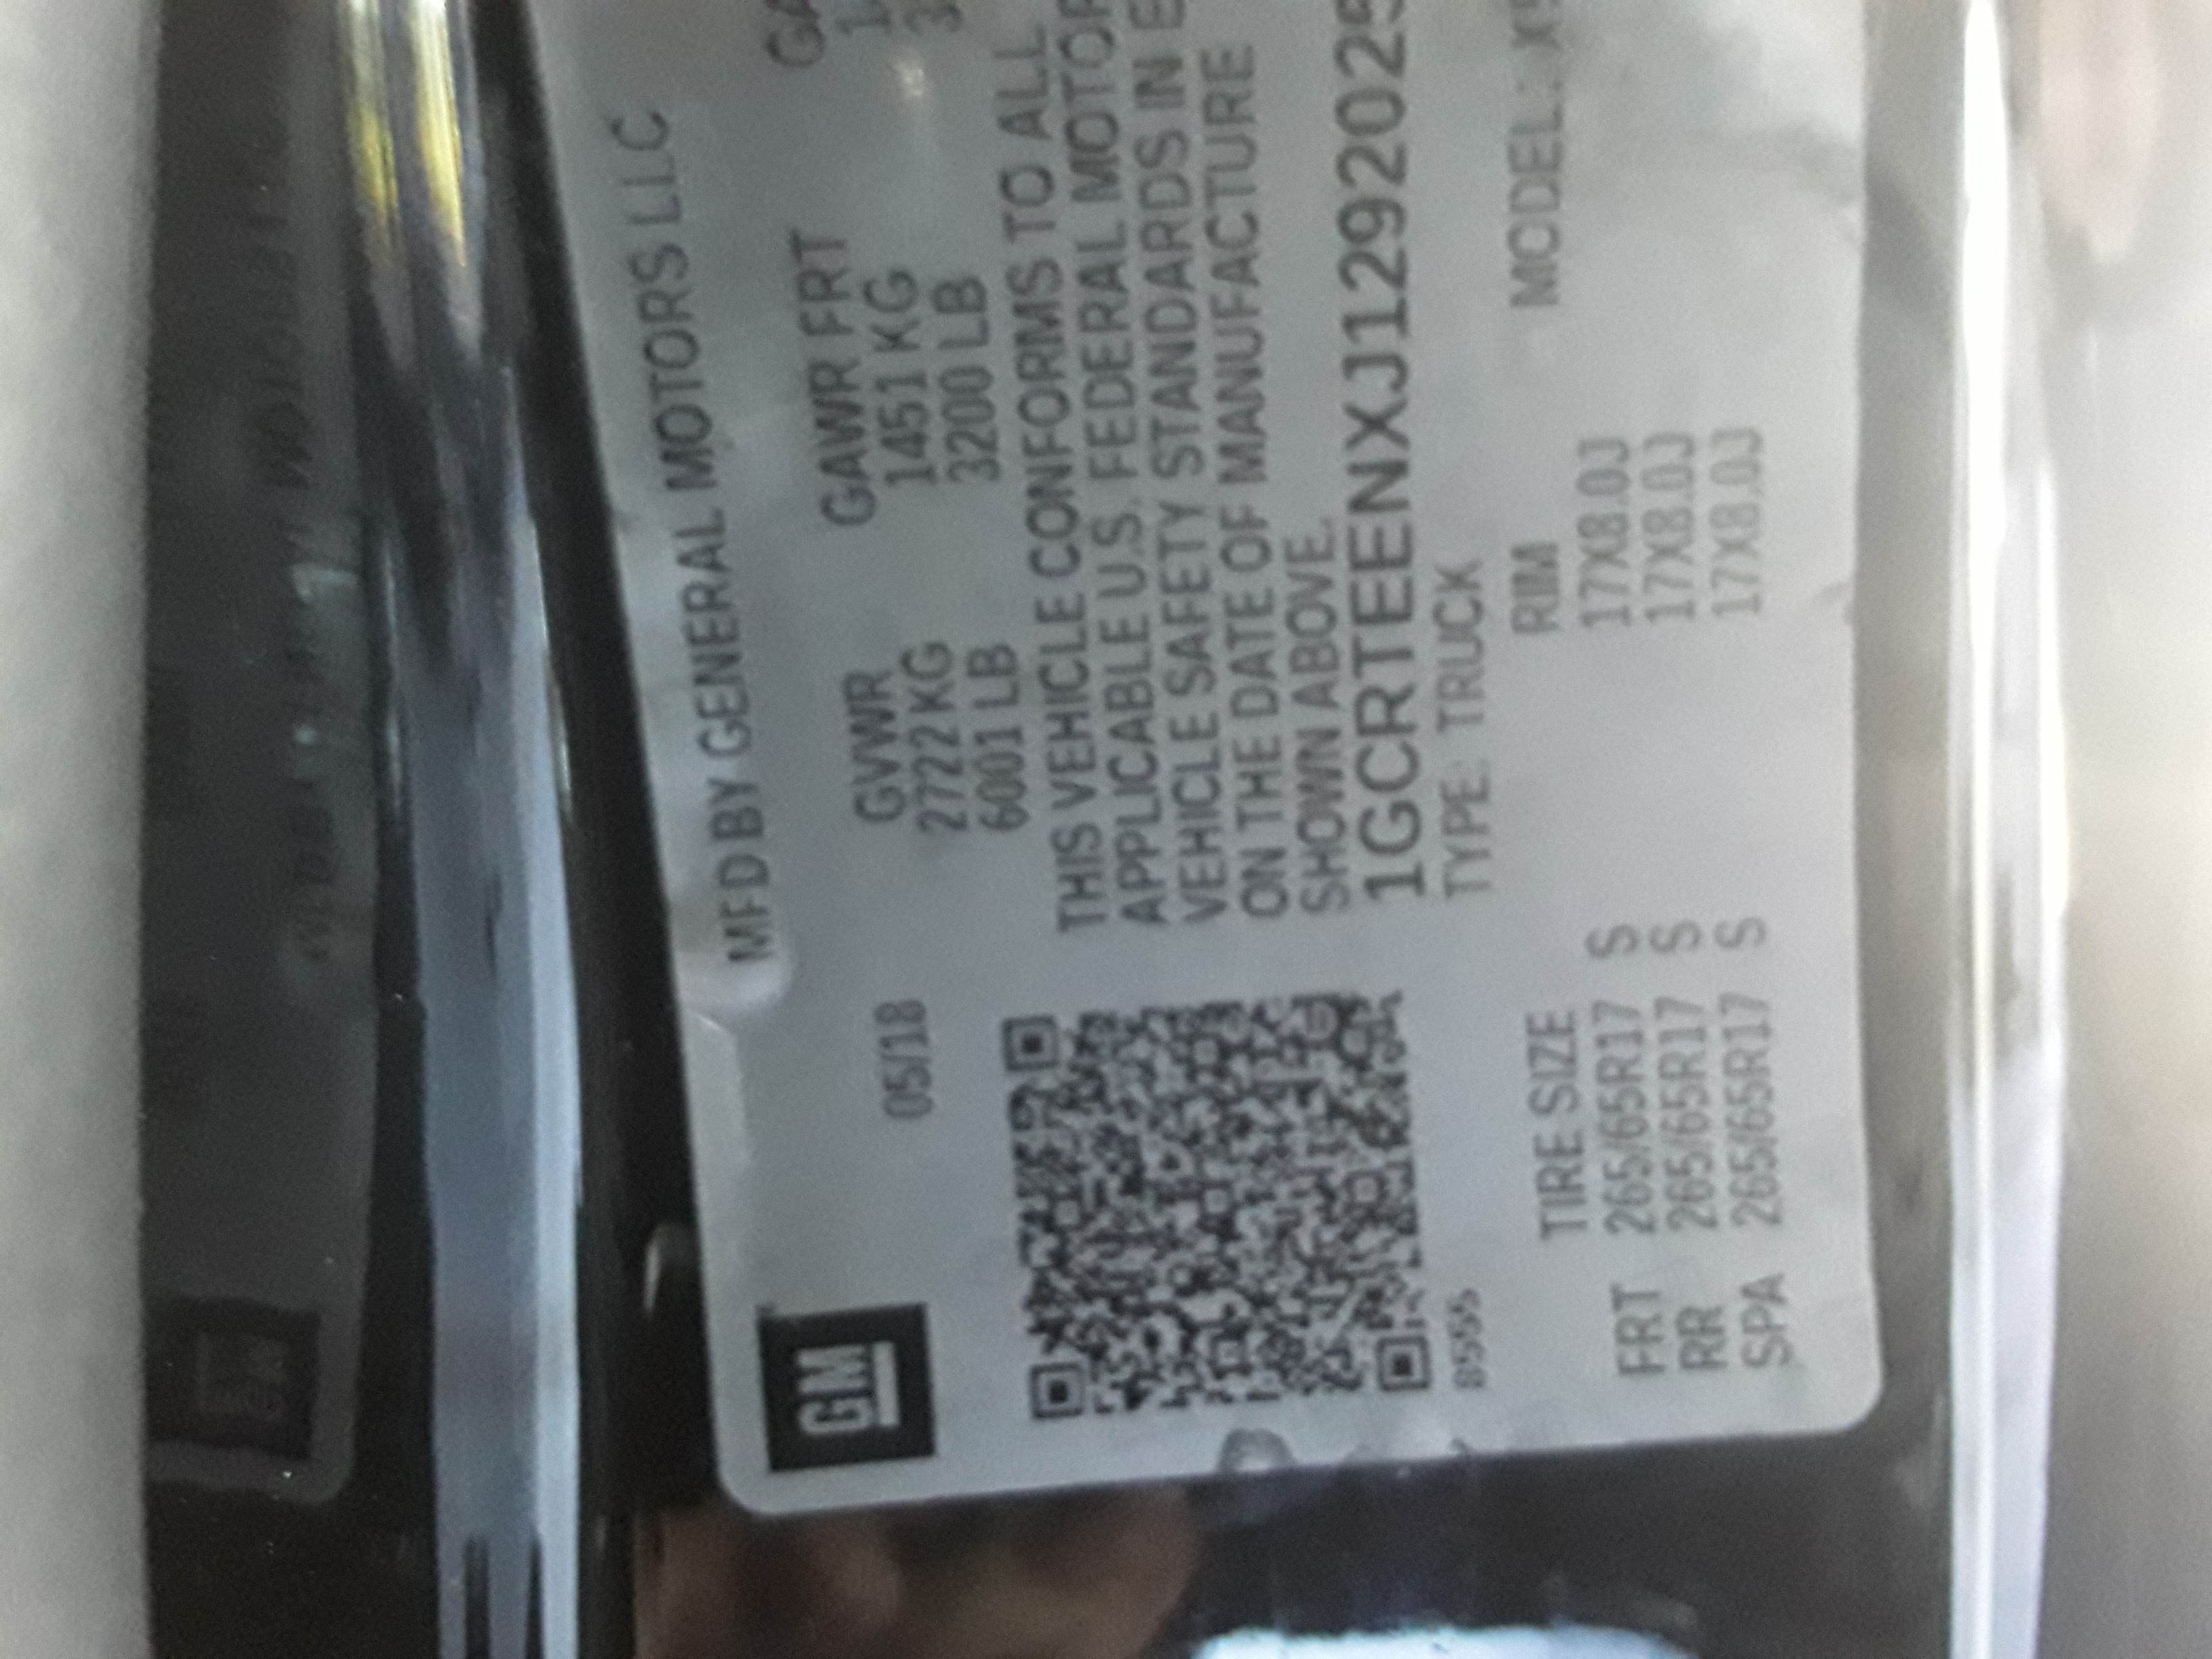 GM
MFD BY GENERAL MOTORS LLC
05/18
GVWR GAWR FRT
2722 KG 1451 KG
6001 LB 3200 LB
THIS VEHICLE CONFORMS TO ALL
APPLICABLE U.S. FEDERAL MOTOR
VEHICLE SAFETY STANDARDS IN E
ON THE DATE OF MANUFACTURE
SHOWN ABOVE.
1GCRTEENXJ1292025
TYPE: TRUCK MODEL:
8555
TIRE SIZE RIM
FRT 265/65R17 S 17X8.0J
RR 265/65R17 S 17X8.0J
SPA 265/65R17 S 17X8.0J